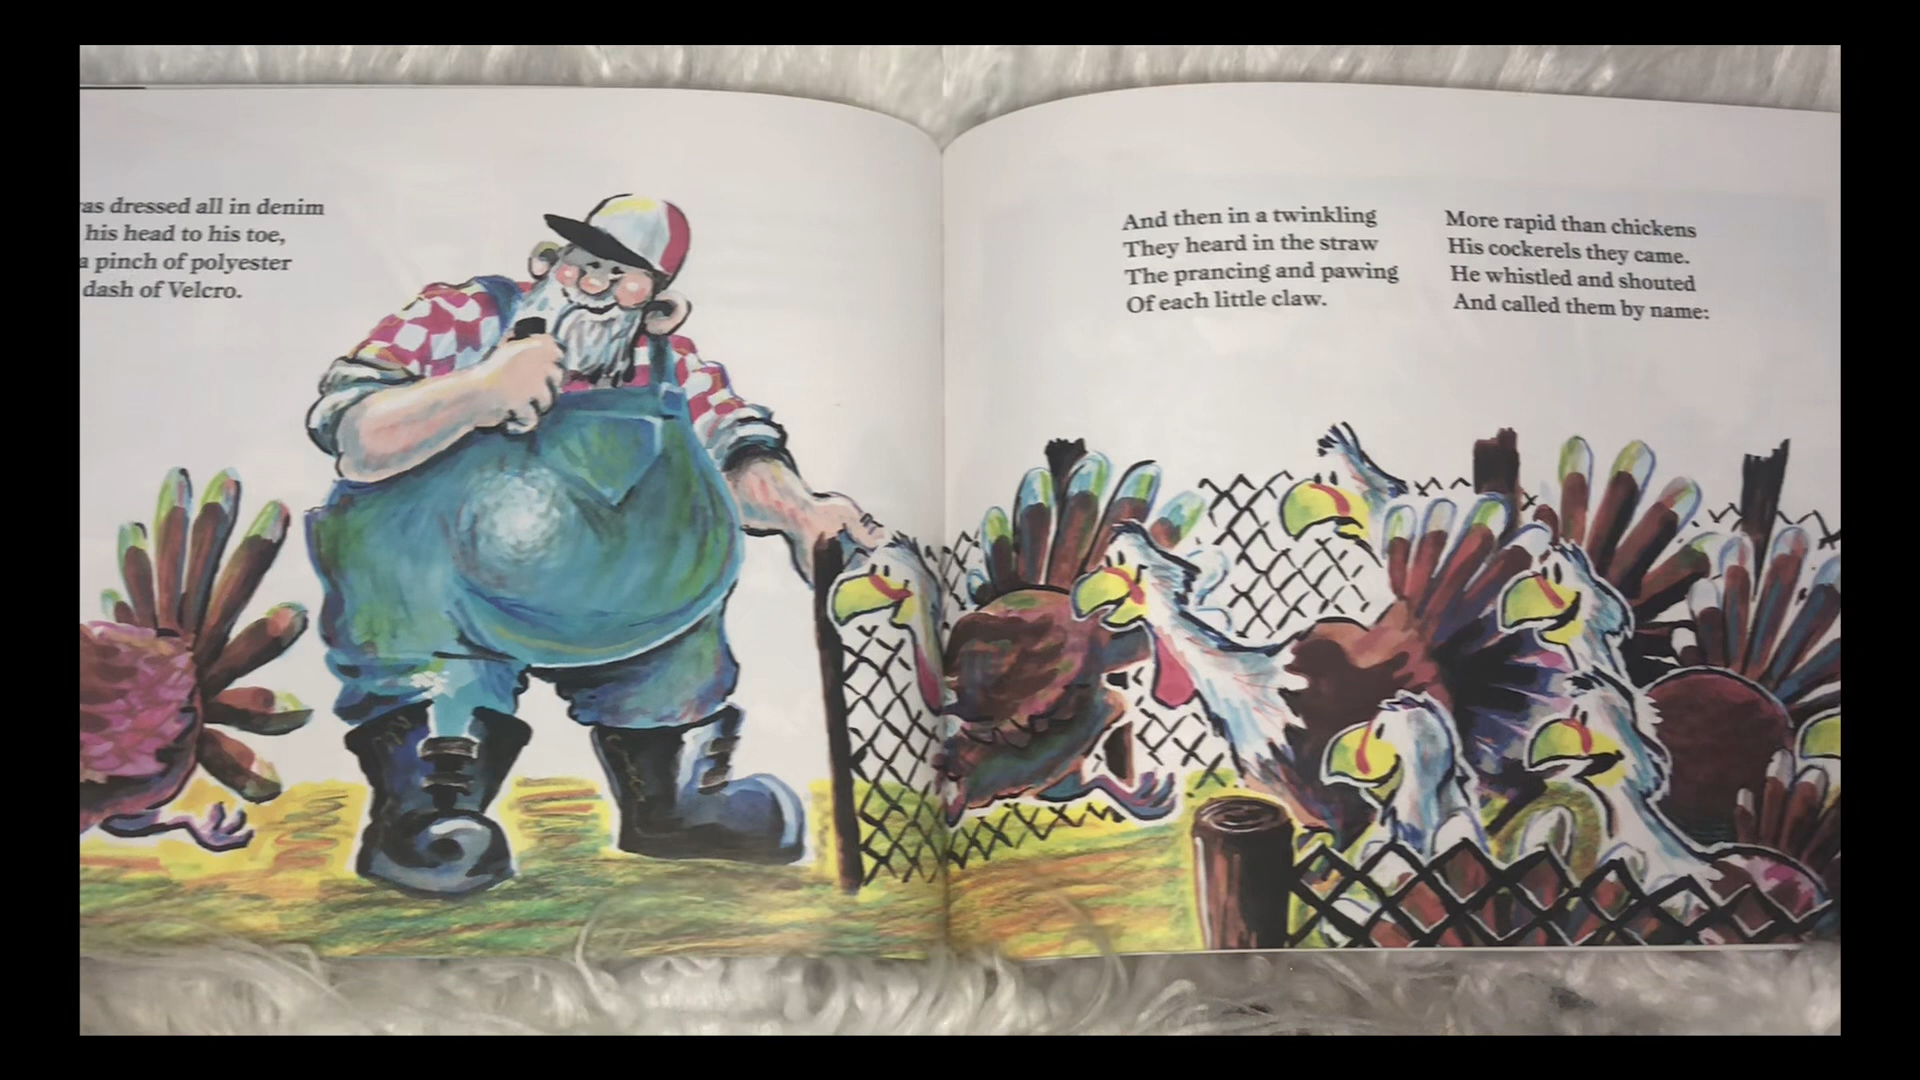 as dressed all in denim
his head to his toe,
a pinch of polyester
dash of Velcro.
And then in a twinkling
They heard in the straw
The prancing and pawing
Of each little claw.
More rapid than chickens
His cockerels they came.
He whistled and shouted
And called them by name: